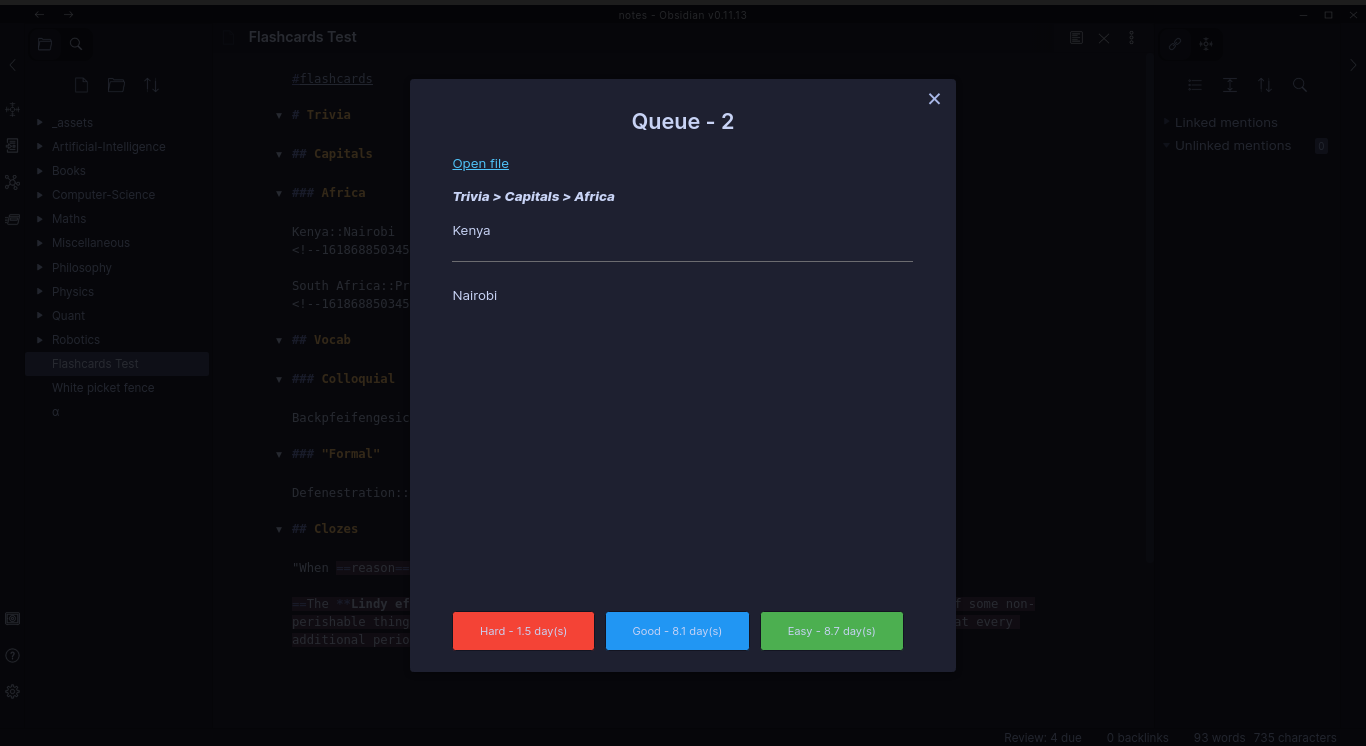 notes - Obsidian v0.11.13
Flashcards Test
_assets
Artificial-Intelligence
Books
Computer-Science
Maths
Miscellaneous
Philosophy
Physics
Quant
Robotics
Flashcards Test
White picket fence
α
#flashcards
# Trivia
## Capitals
### Africa
Kenya::Nairobi
<!--161868850345
South Africa::Pr
<!--161868850345
## Vocab
### Colloquial
Backpfeifengesic
### "Formal"
Defenestration::
## Clozes
"When ==reason==
==The **Lindy ef
f some non-
perishable thing
at every
additional perio
Queue - 2
Open file
Trivia > Capitals > Africa
Kenya
Nairobi
Hard - 1.5 day(s)
Good - 8.1 day(s)
Easy - 8.7 day(s)
Linked mentions
Unlinked mentions 0
Review: 4 due 0 backlinks 93 words 735 characters